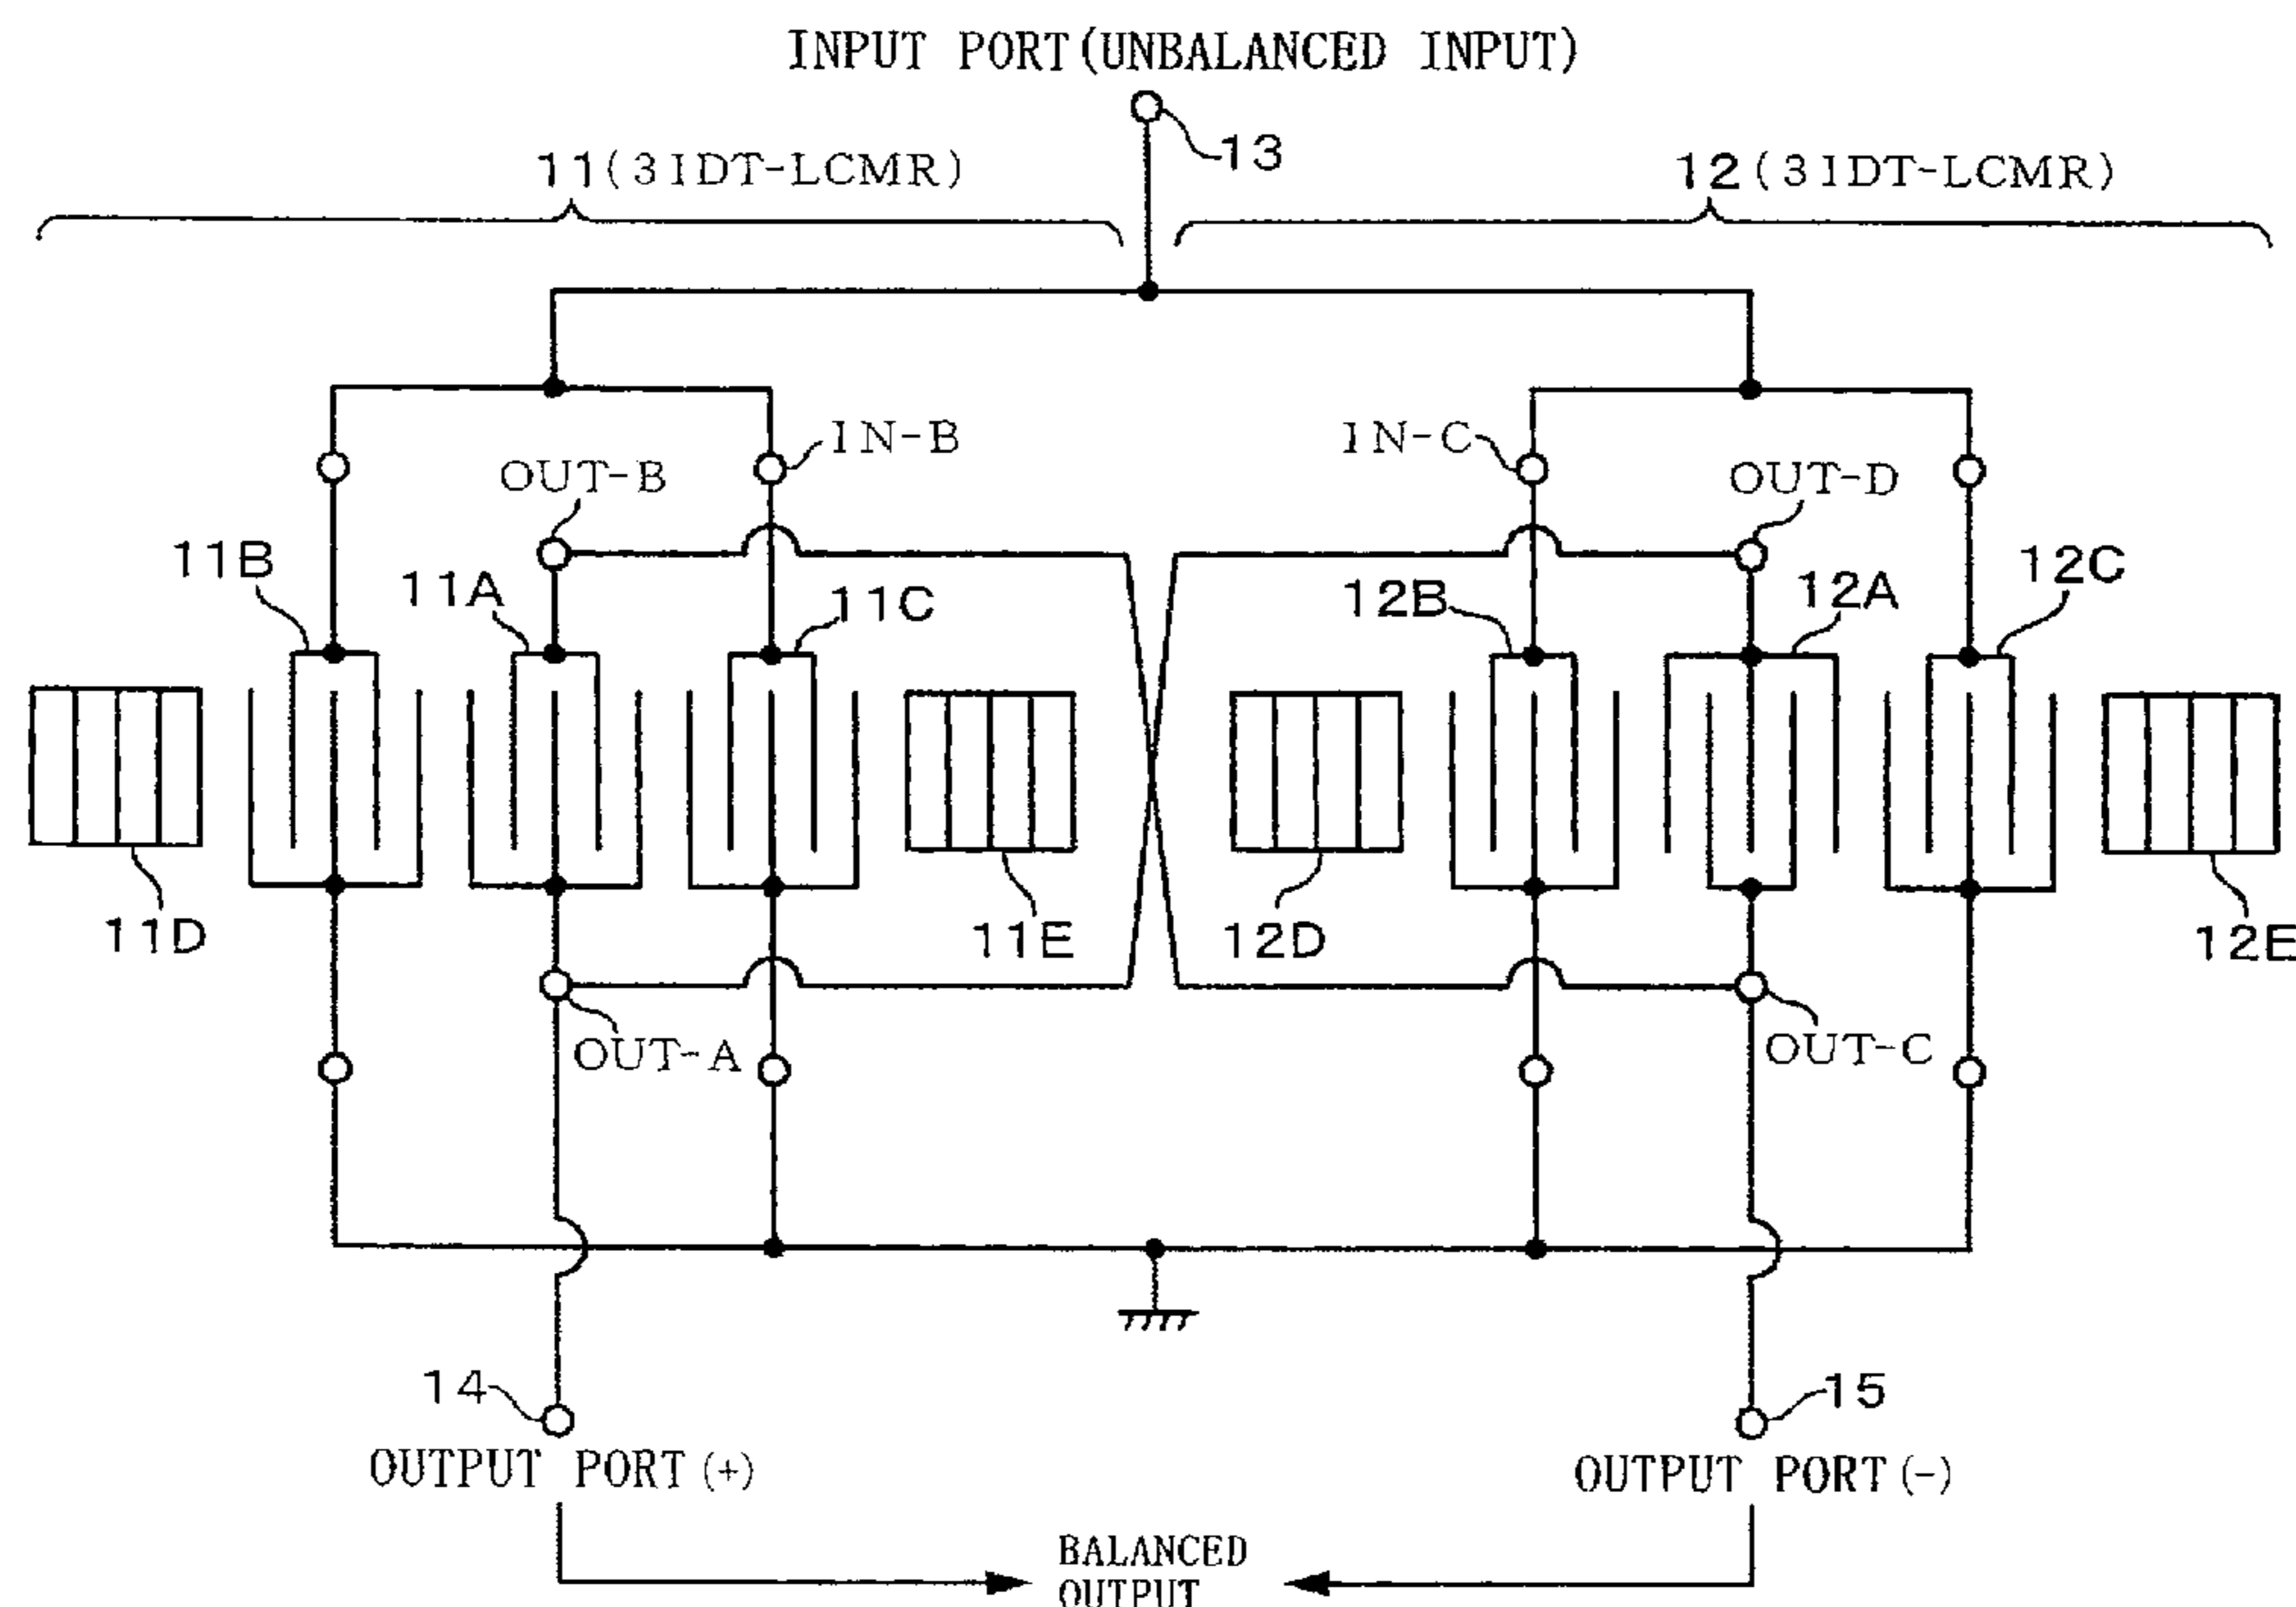 INPUT PORT(UNBALANCED INPUT)
13
11(3IDT-LCMR)
12(3IDT-LCMR)
IN-B
IN-C
OUT-B
OUT-D
11B
11A
11C
12B
12A
12C
11D
11E
12D
12E
OUT-A
OUT-C
14
15
OUTPUT PORT(+)
OUTPUT PORT(-)
BALANCED
OUTPUT